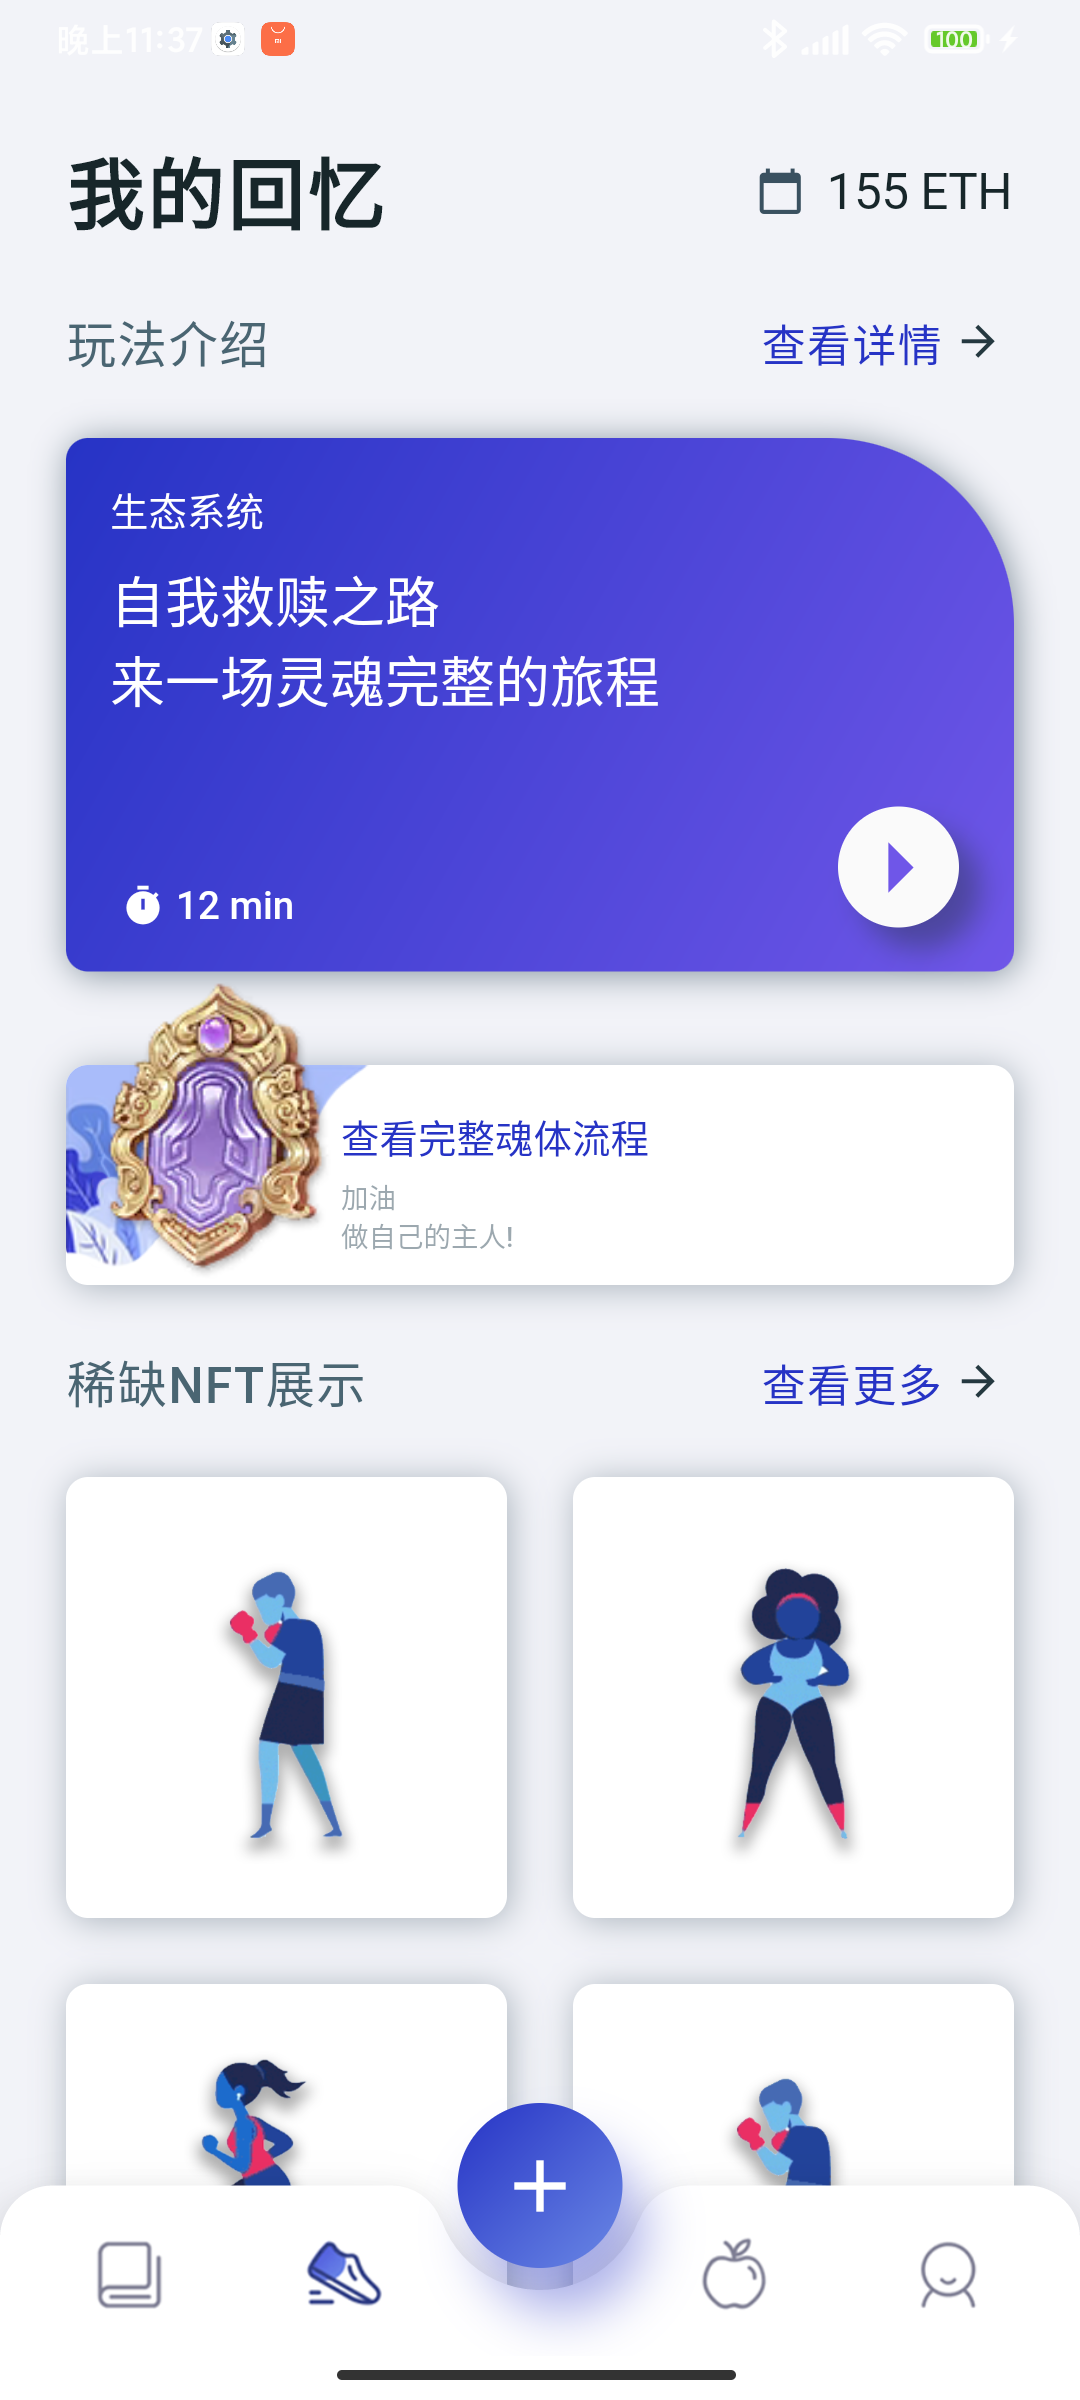 晚上11:37
100
我的回忆
155 ETH
玩法介绍
查看详情
生态系统
自我救赎之路
来一场灵魂完整的旅程
12 min
查看完整魂体流程
加油
做自己的主人!
稀缺NFT展示
查看更多